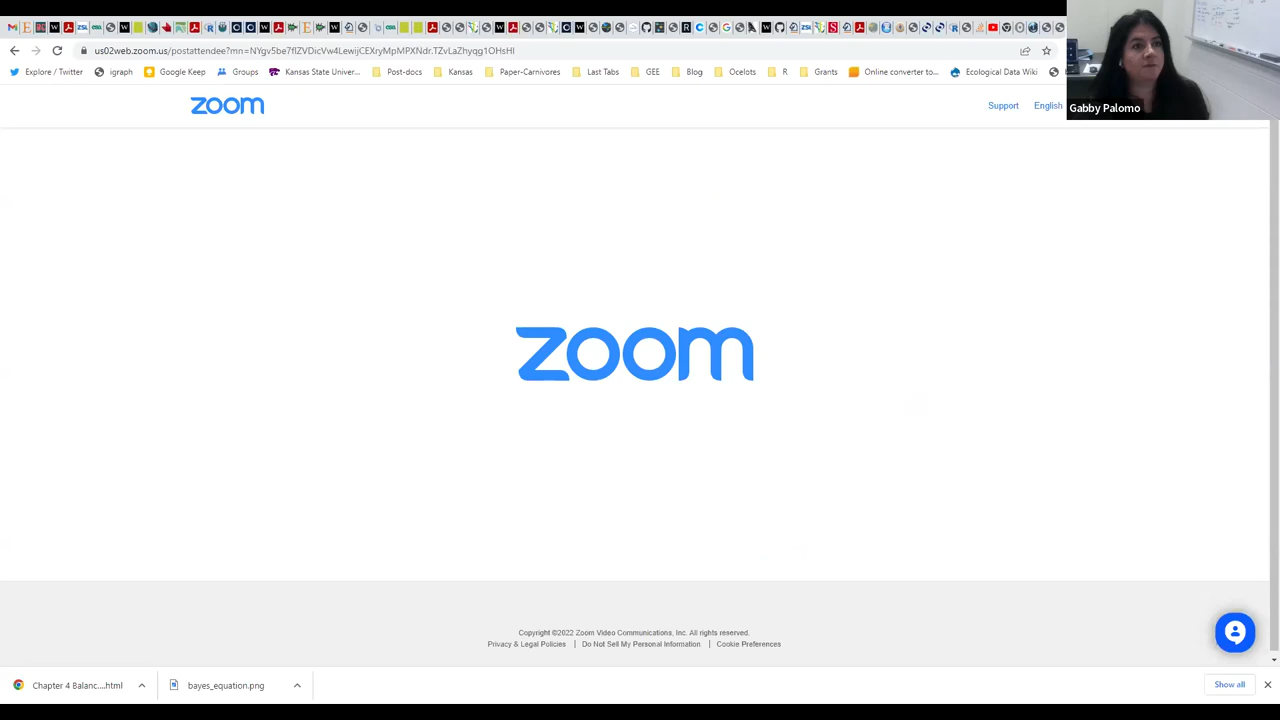 us02web.zoom.us/postattendee?mn=NYgv5be7flZVDicVw4LewijCEXryMpMPXNdr.TZvLaZhyqg1OHsHI
Explore / Twitter igraph Google Keep Groups Kansas State Univer... POst-docs Kansas Paper-Carnivores Last Tabs GEE Blog Ocelots R Grants Online converter to... Ecological Data Wiki
zoom Support English
Gabby Palomo
zoom
Copyright ©2022 Zoom Video Communications, Inc. All rights reserved.
Privacy & Legal Policies | Do Not Sell My Personal Information | Cookie Preferences
Chapter 4 Balanc....html bayes_equation.png Show all